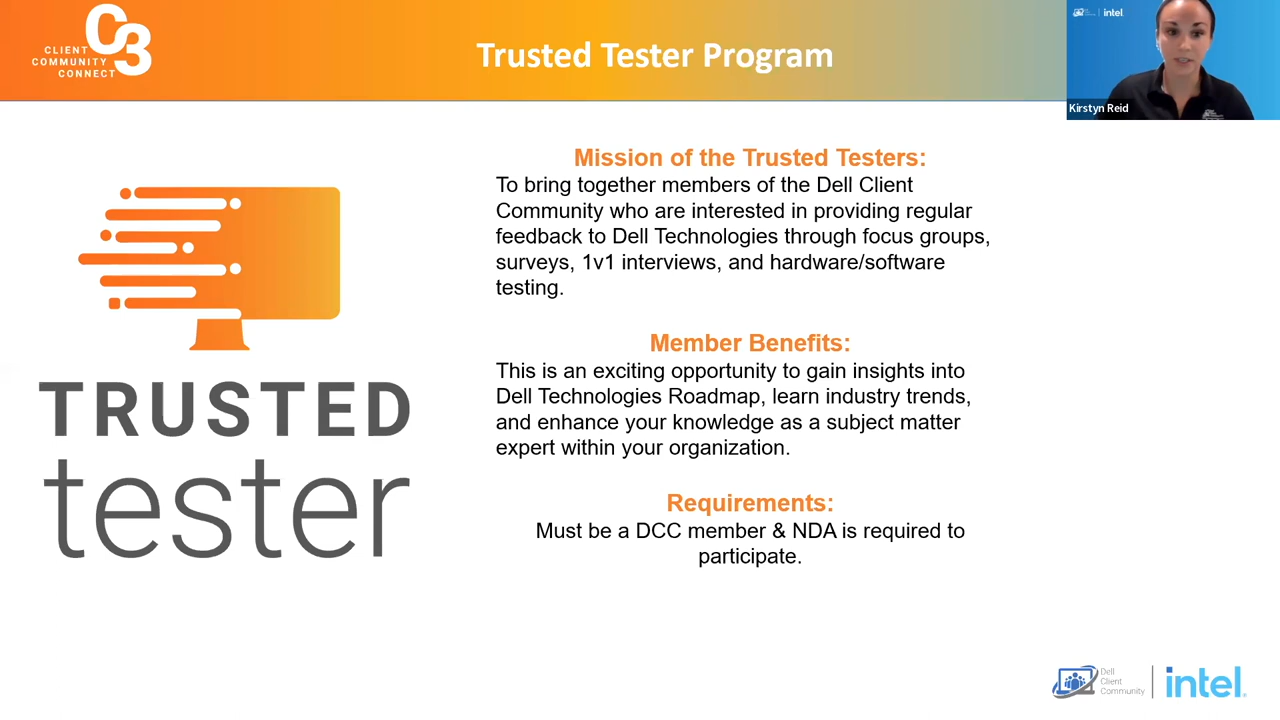 CLIENT
COMMUNITY
CONNECT
C3
Trusted Tester Program
intel
Kirstyn Reid
Mission of the Trusted Testers:
To bring together members of the Dell Client
Community who are interested in providing regular
feedback to Dell Technologies through focus groups,
surveys, 1v1 interviews, and hardware/software
testing.
Member Benefits:
This is an exciting opportunity to gain insights into
Dell Technologies Roadmap, learn industry trends,
and enhance your knowledge as a subject matter
expert within your organization.
Requirements:
Must be a DCC member & NDA is required to
participate.
TRUSTED
tester
Dell
Client
Community
intel